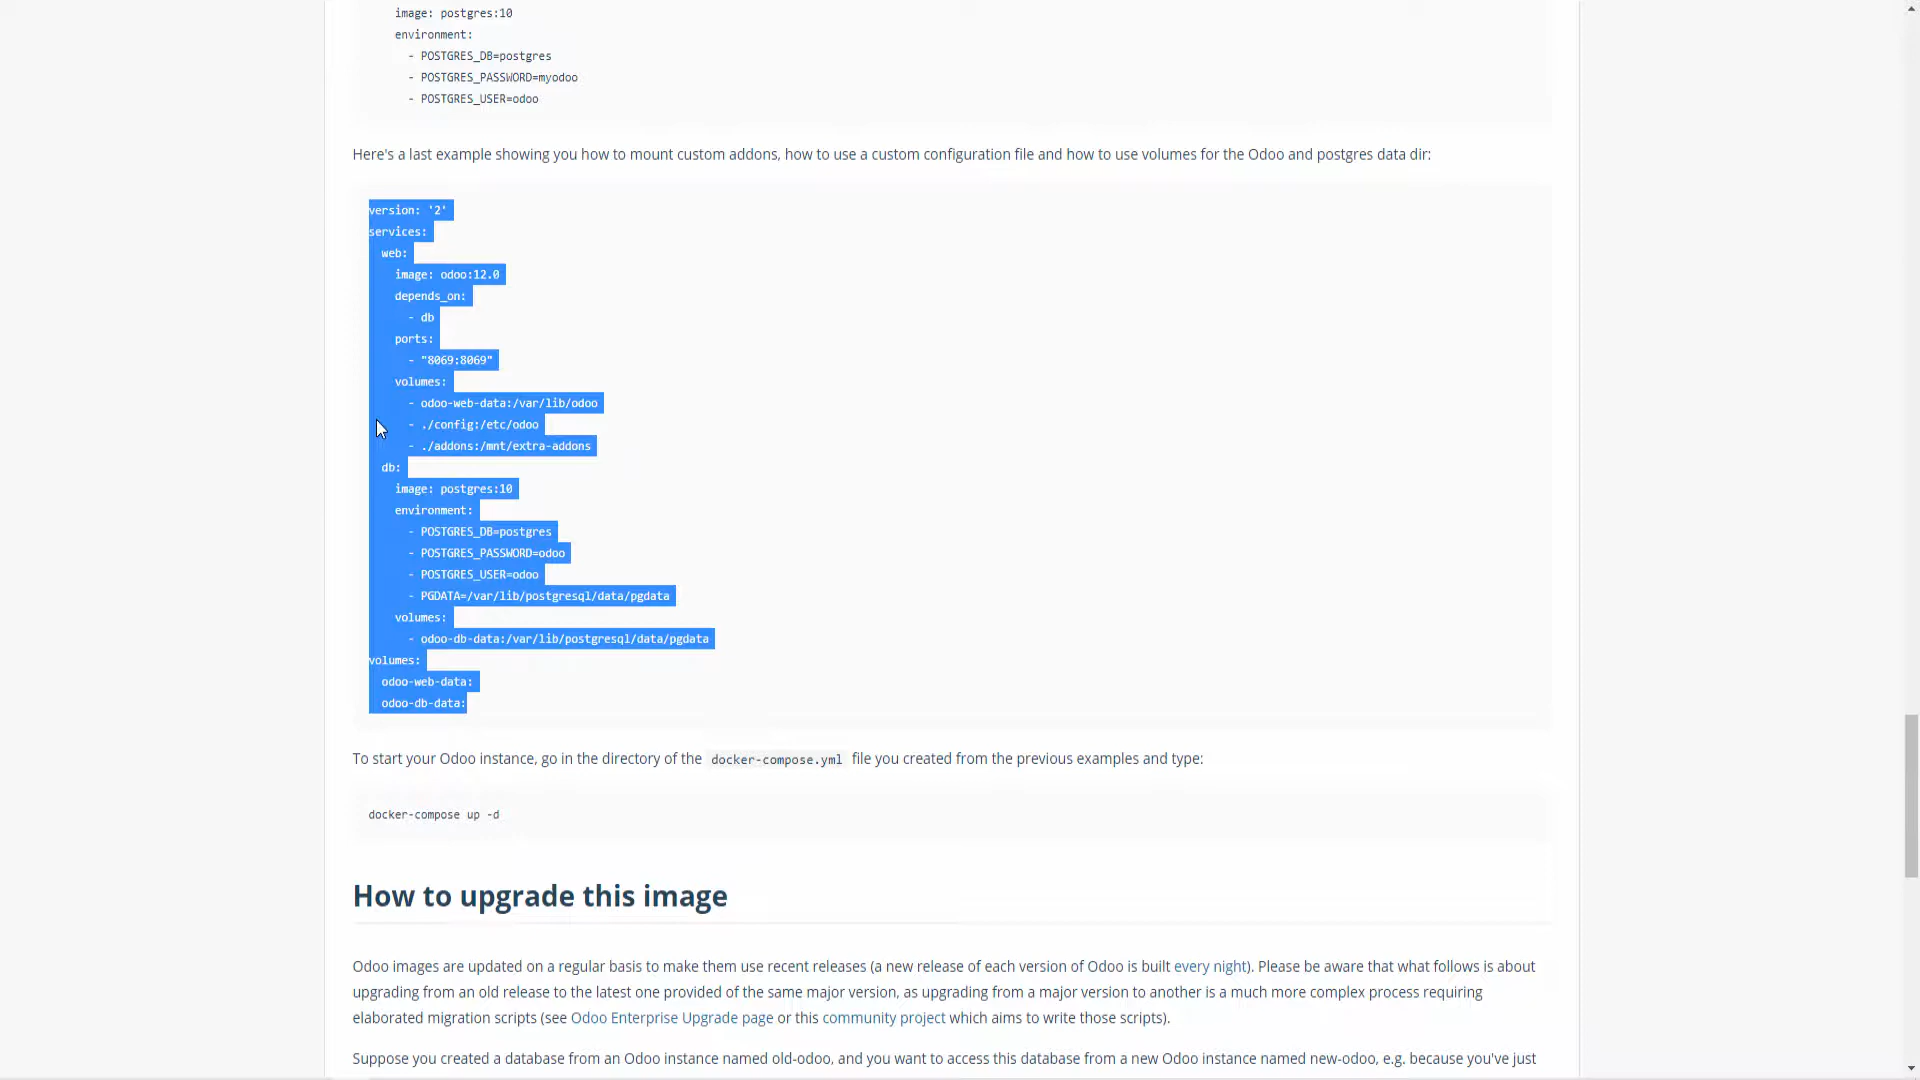 image: postgres:10
environment:
- POSTGRES_DB=postgres
- POSTGRES_PASSWORD=myodoo
- POSTGRES_USER=odoo
Here's a last example showing you how to mount custom addons, how to use a custom configuration file and how to use volumes for the Odoo and postgres data dir:
version: '2'
services:
web:
image: odoo:12.0
depends_on:
- db
ports:
- "8069:8069"
volumes:
- odoo-web-data:/var/lib/odoo
- ./config:/etc/odoo
- ./addons:/mnt/extra-addons
db:
image: postgres:10
environment:
- POSTGRES_DB=postgres
- POSTGRES_PASSWORD=odoo
- POSTGRES_USER=odoo
- PGDATA=/var/lib/postgresql/data/pgdata
volumes:
- odoo-db-data:/var/lib/postgresql/data/pgdata
volumes:
odoo-web-data:
odoo-db-data:
To start your Odoo instance, go in the directory of the docker-compose.yml file you created from the previous examples and type:
docker-compose up -d
How to upgrade this image
Odoo images are updated on a regular basis to make them use recent releases (a new release of each version of Odoo is built every night). Please be aware that what follows is about
upgrading from an old release to the latest one provided of the same major version, as upgrading from a major version to another is a much more complex process requiring
elaborated migration scripts (see Odoo Enterprise Upgrade page or this community project which aims to write those scripts).
Suppose you created a database from an Odoo instance named old-odoo, and you want to access this database from a new Odoo instance named new-odoo, e.g. because you've just